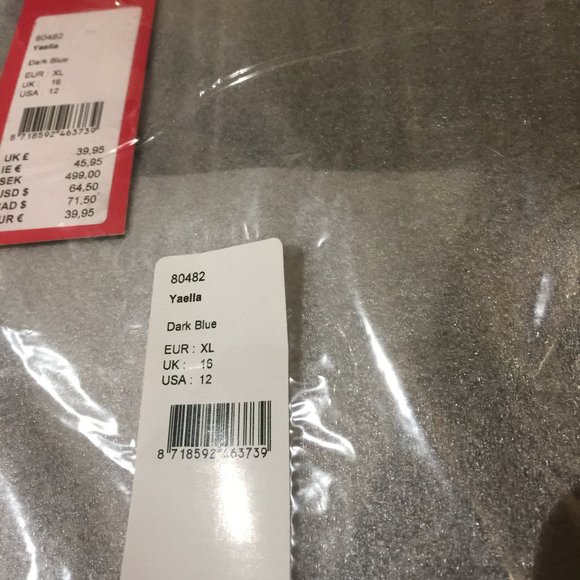 80482
Yaella
Dark Blue
EUR : XL
UK : 16
USA : 12
8 718592 463739
UK £ 39,95
IE € 45,95
SEK 499,00
USD $ 64,50
CAD $ 71,50
EUR € 39,95
80482
Yaella
Dark Blue
EUR : XL
UK : 16
USA : 12
8 718592 463739